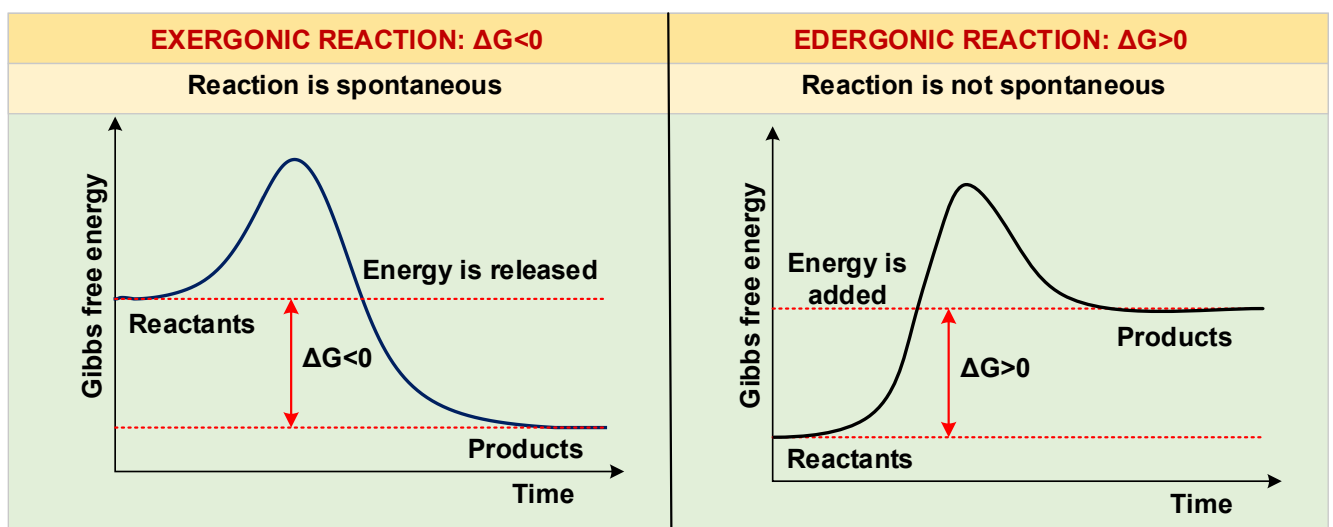 EXERGONIC REACTION: ΔG<0
Reaction is spontaneous
Gibbs free energy
Energy is released
Reactants
ΔG<0
Products
Time
EDERGONIC REACTION: ΔG>0
Reaction is not spontaneous
Gibbs free energy
Energy is
added
Products
ΔG>0
Reactants
Time